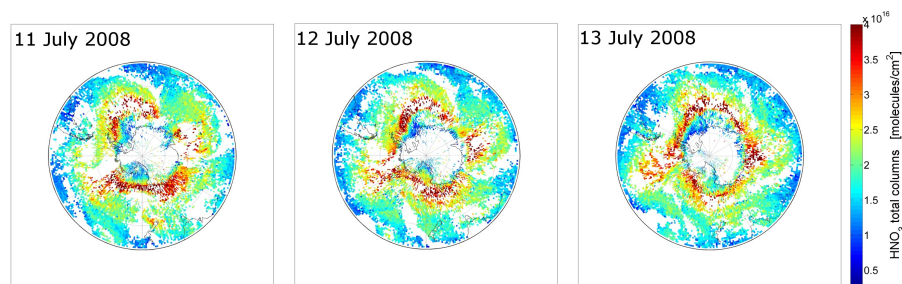 11 July 2008
12 July 2008
13 July 2008
x 10^16
4
3.5
3
2.5
2
1.5
1
0.5
HNO₃ total columns [molecules/cm²]